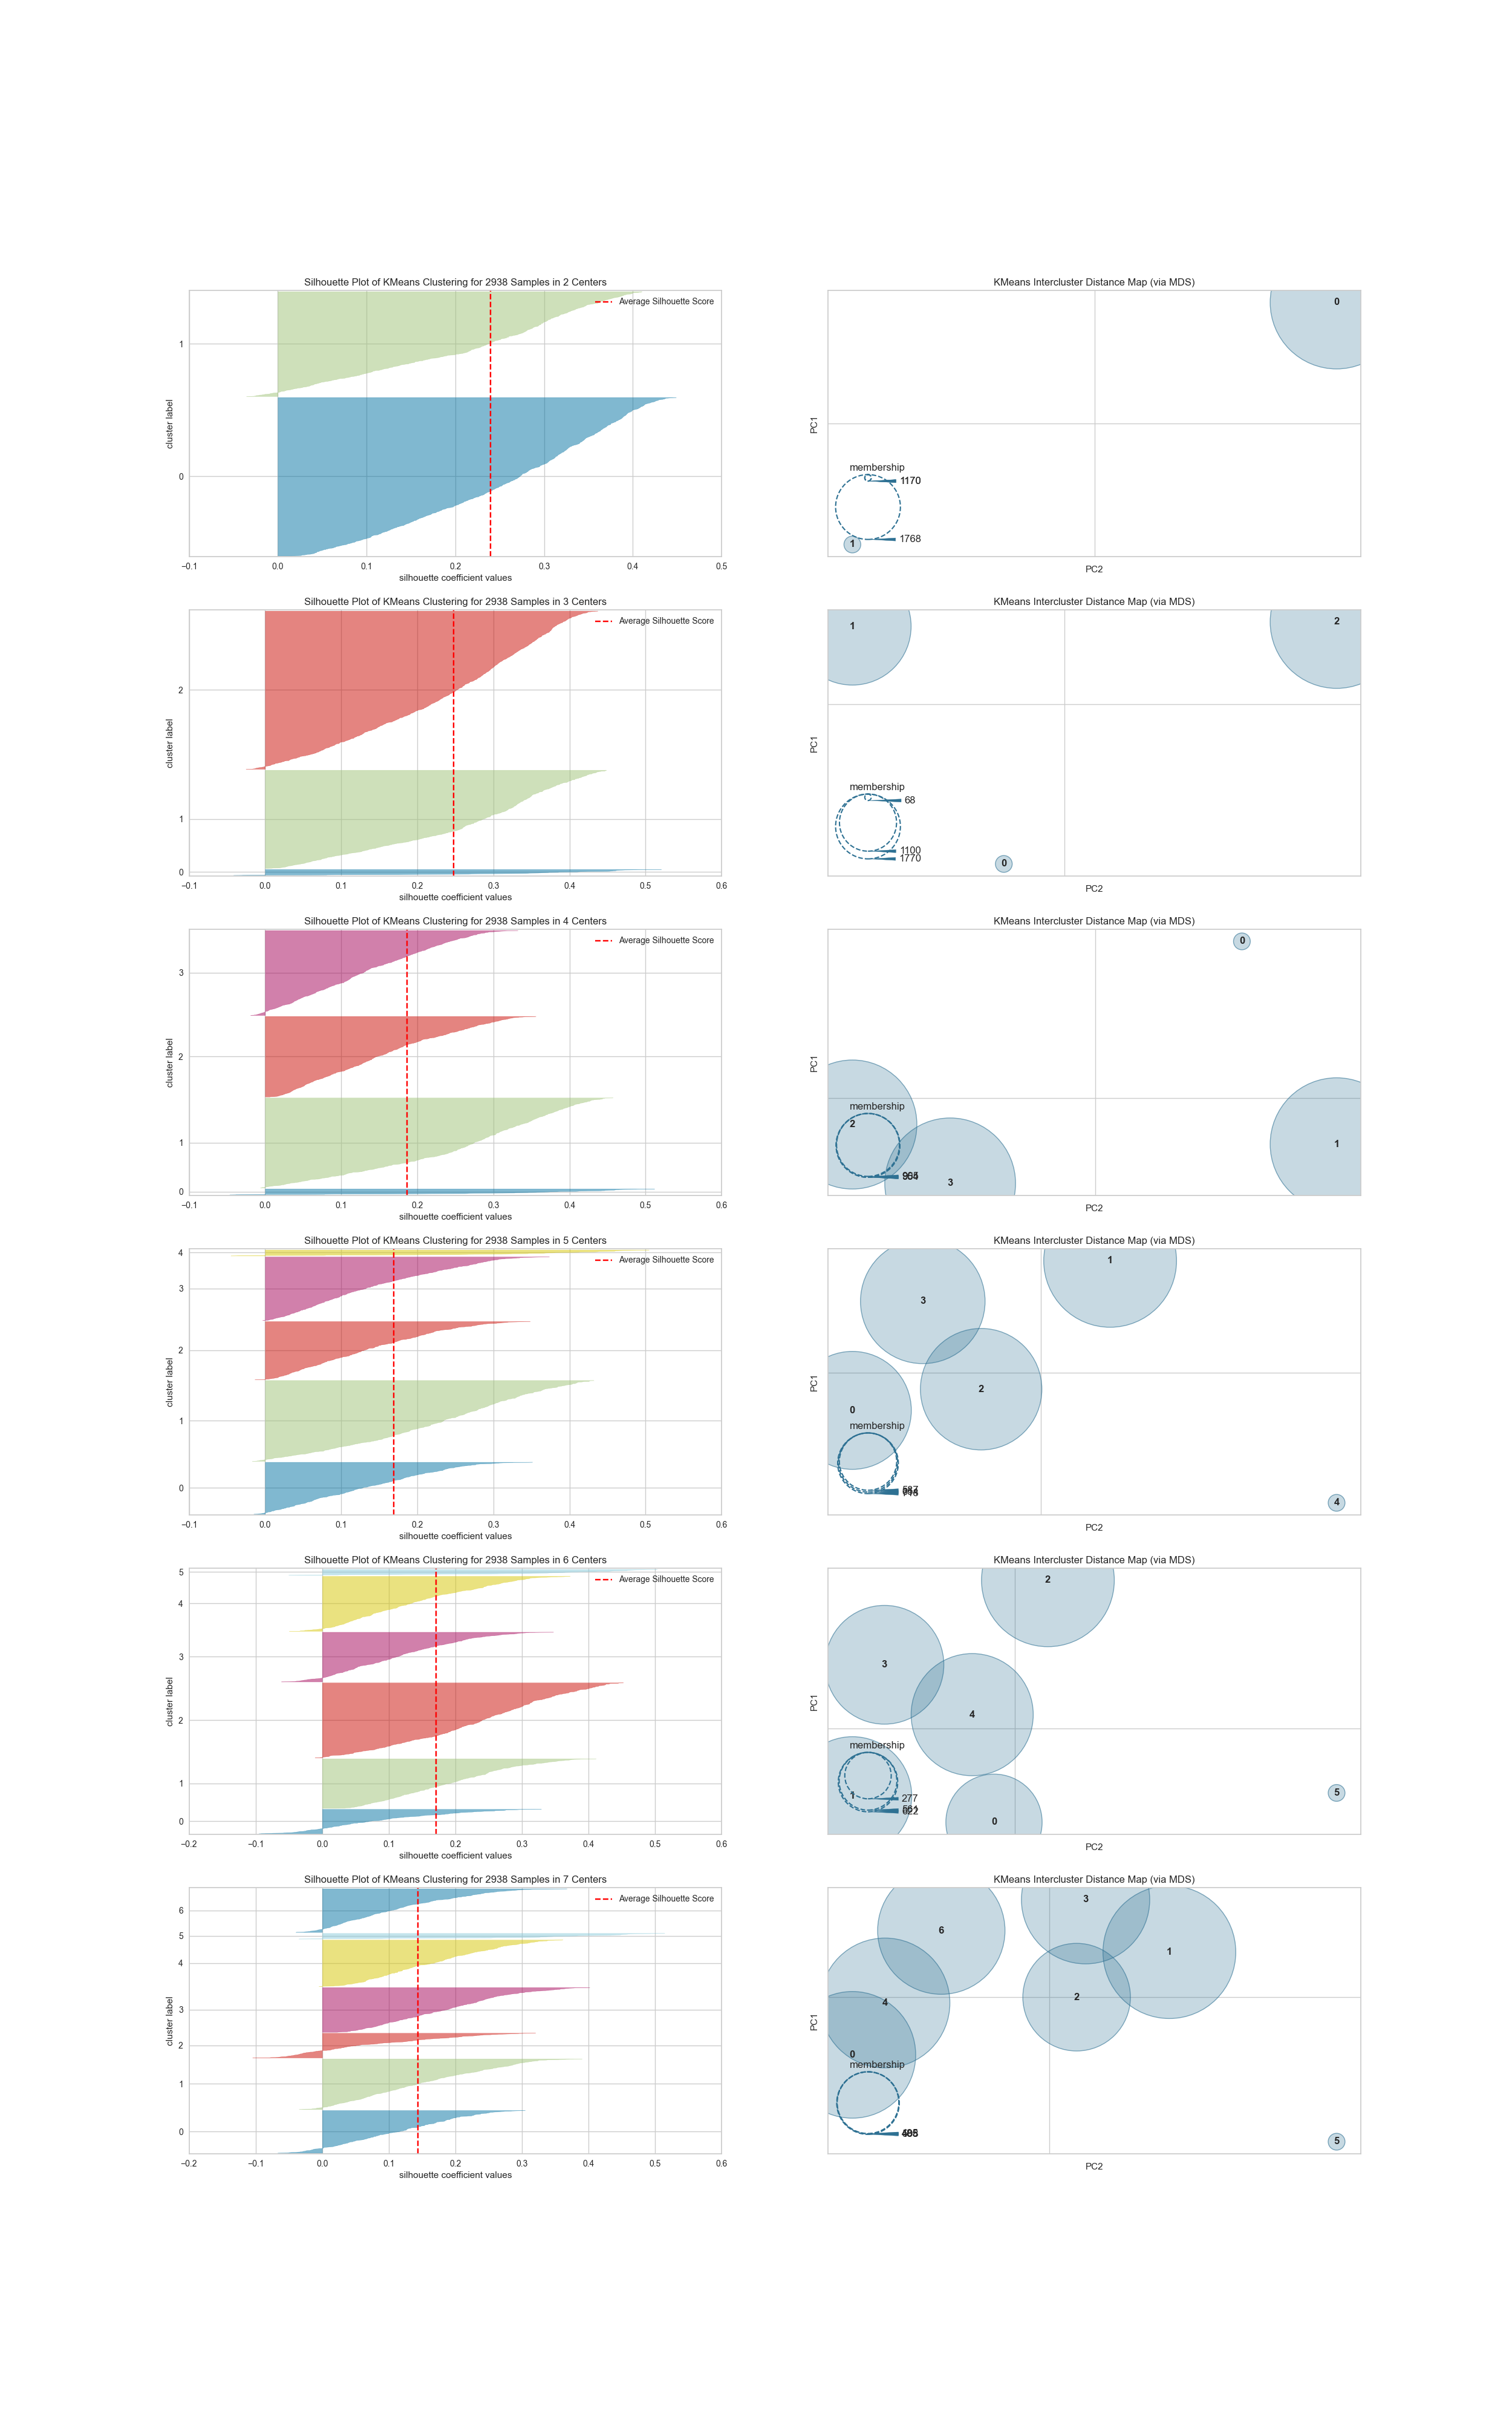 Silhouette Plot of KMeans Clustering for 2938 Samples in 2 Centers
Average Silhouette Score
1
0
cluster label
−0.1 0.0 0.1 0.2 0.3 0.4 0.5
silhouette coefficient values
KMeans Intercluster Distance Map (via MDS)
0
PC1
membership
1170
1768
1
PC2
Silhouette Plot of KMeans Clustering for 2938 Samples in 3 Centers
Average Silhouette Score
2
1
0
cluster label
−0.1 0.0 0.1 0.2 0.3 0.4 0.5 0.6
silhouette coefficient values
KMeans Intercluster Distance Map (via MDS)
1
2
PC1
membership
68
1100
1770
0
PC2
Silhouette Plot of KMeans Clustering for 2938 Samples in 4 Centers
Average Silhouette Score
3
2
1
0
cluster label
−0.1 0.0 0.1 0.2 0.3 0.4 0.5 0.6
silhouette coefficient values
KMeans Intercluster Distance Map (via MDS)
0
PC1
membership
2
1
3
PC2
Silhouette Plot of KMeans Clustering for 2938 Samples in 5 Centers
Average Silhouette Score
4
3
2
1
0
cluster label
−0.1 0.0 0.1 0.2 0.3 0.4 0.5 0.6
silhouette coefficient values
KMeans Intercluster Distance Map (via MDS)
1
3
PC1
2
0
membership
4
PC2
Silhouette Plot of KMeans Clustering for 2938 Samples in 6 Centers
Average Silhouette Score
5
4
3
2
1
0
cluster label
−0.2 −0.1 0.0 0.1 0.2 0.3 0.4 0.5 0.6
silhouette coefficient values
KMeans Intercluster Distance Map (via MDS)
2
3
PC1
4
membership
5
1
277
0
PC2
Silhouette Plot of KMeans Clustering for 2938 Samples in 7 Centers
Average Silhouette Score
6
5
4
3
2
1
0
cluster label
−0.2 −0.1 0.0 0.1 0.2 0.3 0.4 0.5 0.6
silhouette coefficient values
KMeans Intercluster Distance Map (via MDS)
3
6
1
2
4
PC1
0
membership
5
PC2